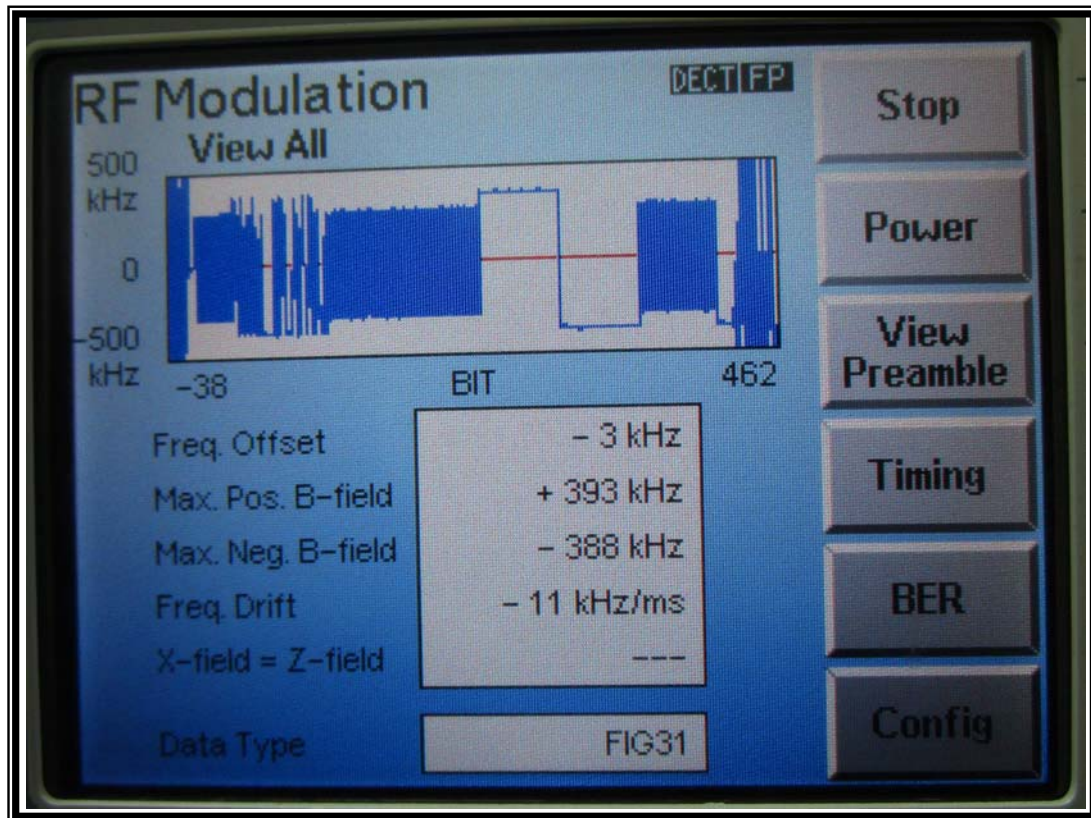 RF Modulation
DECT FP
View All
500
kHz
0
-500
kHz
-38
BIT
462
Freq. Offset
- 3 kHz
Max. Pos. B-field
+ 393 kHz
Max. Neg. B-field
- 388 kHz
Freq. Drift
- 11 kHz/ms
X-field = Z-field
---
Data Type
FIG31
Stop
Power
View
Preamble
Timing
BER
Config